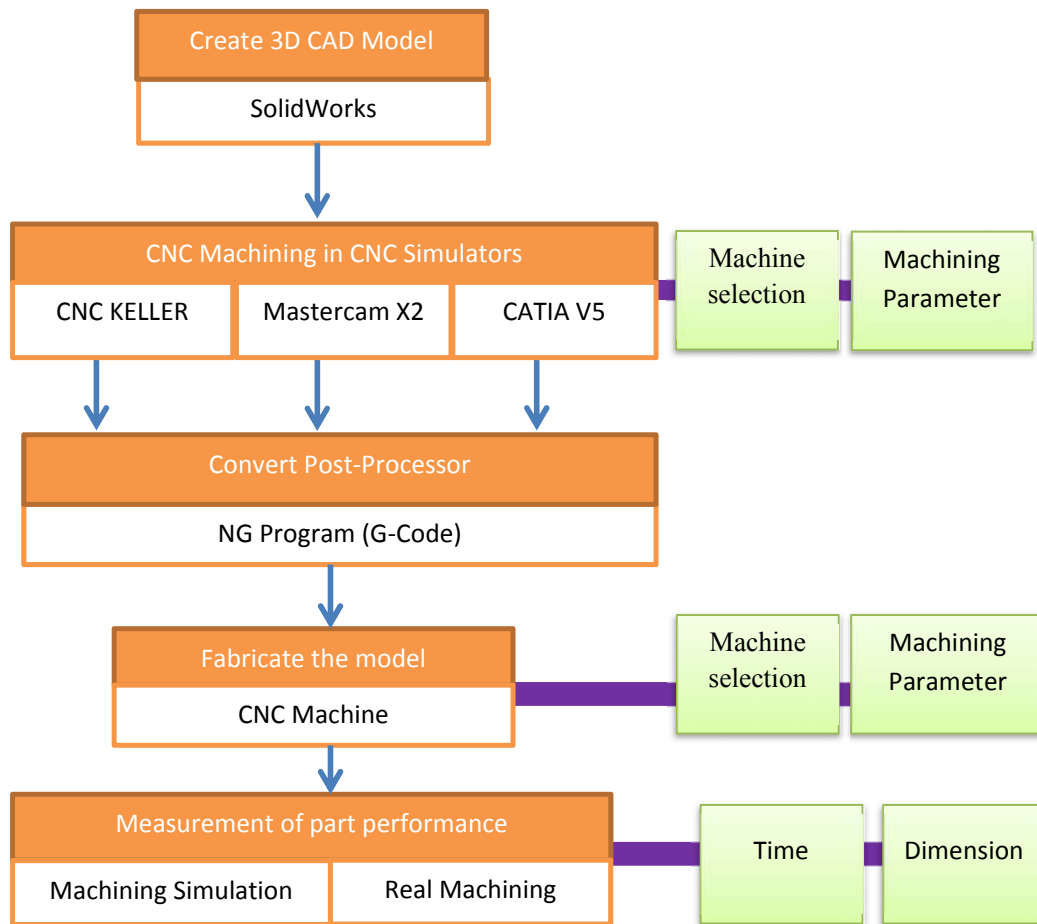 Create 3D CAD Model
SolidWorks
CNC Machining in CNC Simulators
CNC KELLER
Mastercam X2
CATIA V5
Machine
selection
Machining
Parameter
Convert Post-Processor
NG Program (G-Code)
Fabricate the model
CNC Machine
Machine
selection
Machining
Parameter
Measurement of part performance
Machining Simulation
Real Machining
Time
Dimension